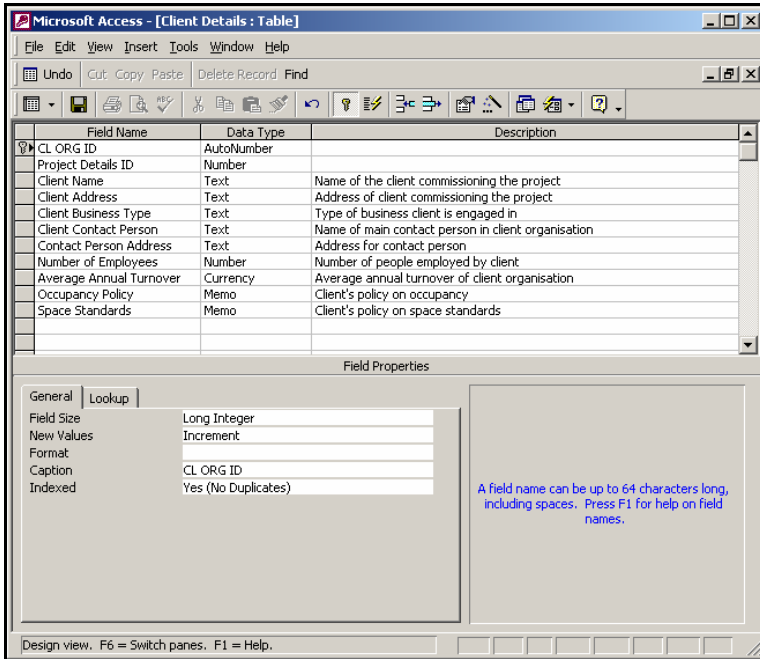 Microsoft Access - [Client Details : Table]
File Edit View Insert Tools Window Help
Undo Cut Copy Paste Delete Record Find
ABC
Field Name Data Type Description
CL ORG ID AutoNumber
Project Details ID Number
Client Name Text Name of the client commissioning the project
Client Address Text Address of client commissioning the project
Client Business Type Text Type of business client is engaged in
Client Contact Person Text Name of main contact person in client organisation
Contact Person Address Text Address for contact person
Number of Employees Number Number of people employed by client
Average Annual Turnover Currency Average annual turnover of client organisation
Occupancy Policy Memo Client's policy on occupancy
Space Standards Memo Client's policy on space standards
Field Properties
General Lookup
Field Size Long Integer
New Values Increment
Format
Caption CL ORG ID
Indexed Yes (No Duplicates)
A field name can be up to 64 characters long,
including spaces. Press F1 for help on field
names.
Design view. F6 = Switch panes. F1 = Help.